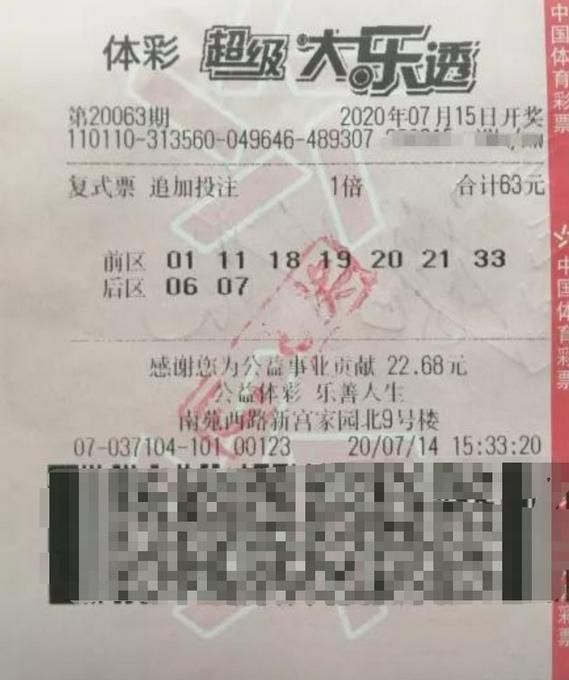 体彩 超级大乐透
第20063期 2020年07月15日开奖
110110-313560-049646-489307
复式票 追加投注 1倍 合计63元
前区 01 11 18 19 20 21 33
后区 06 07
感谢您为公益事业贡献 22.68元
公益体彩 乐善人生
南苑西路新宫家园北9号楼
07-037104-101 00123 20/07/14 15:33:20
中国体育彩票
中国体育彩票
彩票